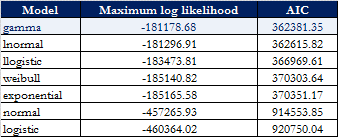 Model Maximum log likelihood AIC
gamma -181178.68 362381.35
lnormal -181296.91 362615.82
llogistic -183473.81 366969.61
weibull -185140.82 370303.64
exponential -185165.58 370351.17
normal -457265.93 914553.85
logistic -460364.02 920750.04